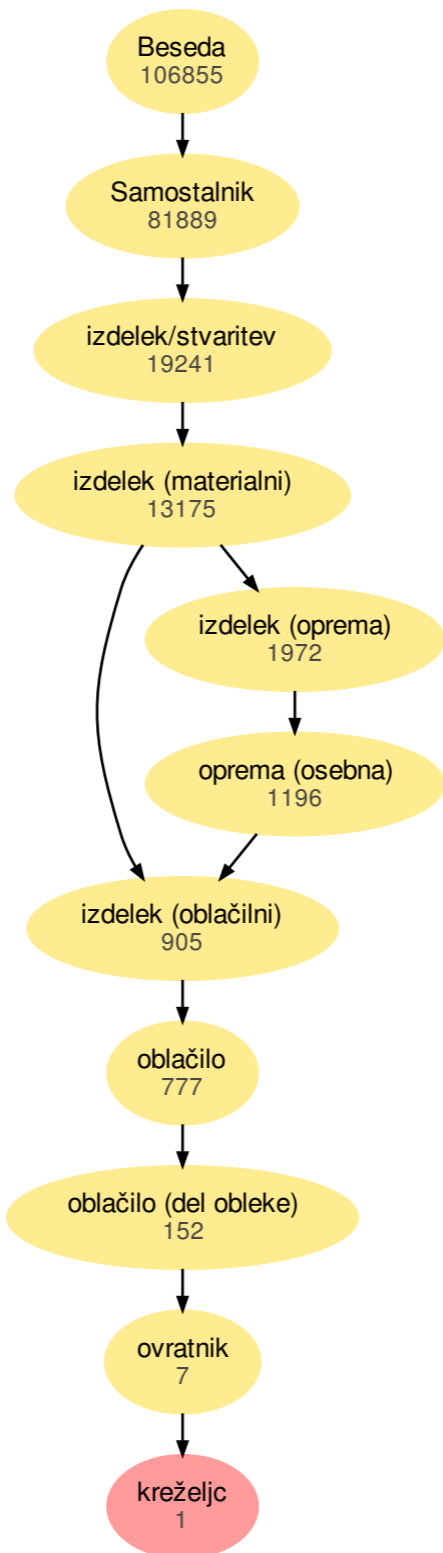 Beseda
106855
Samostalnik
81889
izdelek/stvaritev
19241
izdelek (materialni)
13175
izdelek (oprema)
1972
oprema (osebna)
1196
izdelek (oblačilni)
905
oblačilo
777
oblačilo (del obleke)
152
ovratnik
7
kreželjc
1